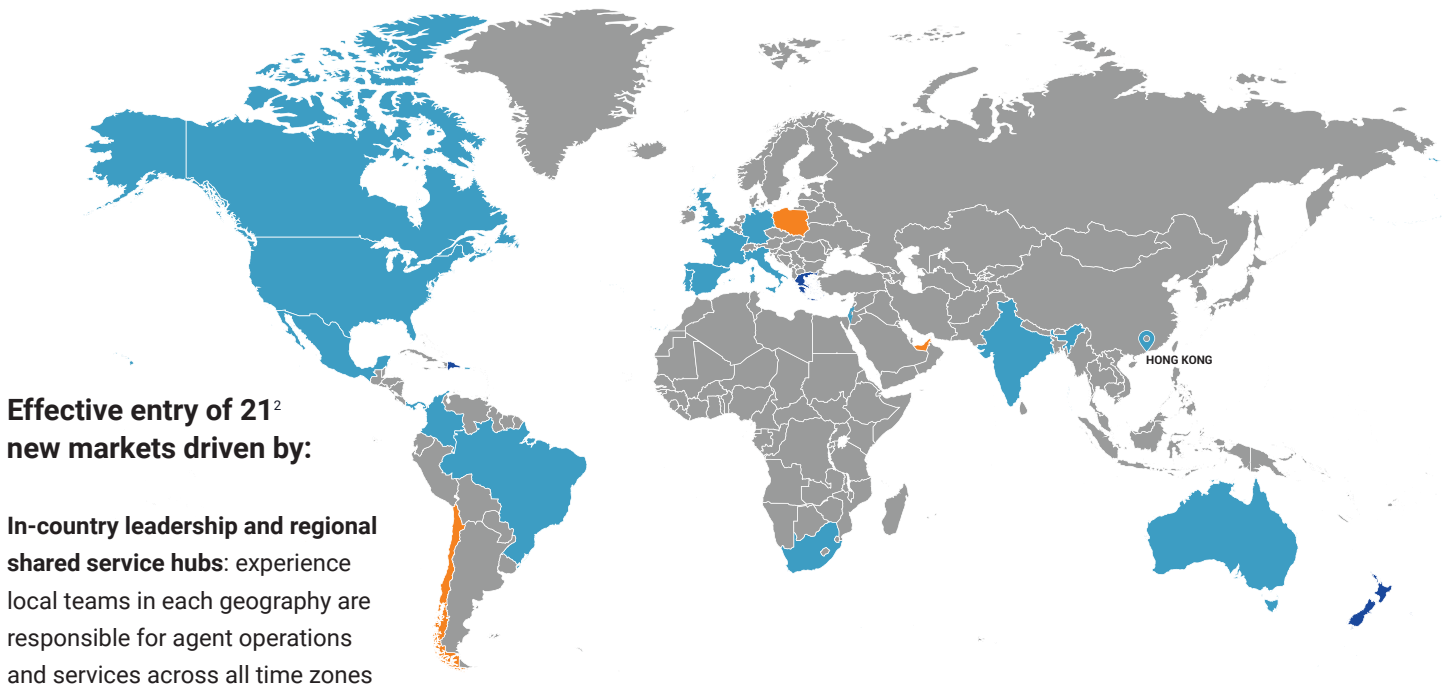 HONG KONG
Effective entry of 21²
new markets driven by:
In-country leadership and regional
shared service hubs: experience
local teams in each geography are
responsible for agent operations
and services across all time zones